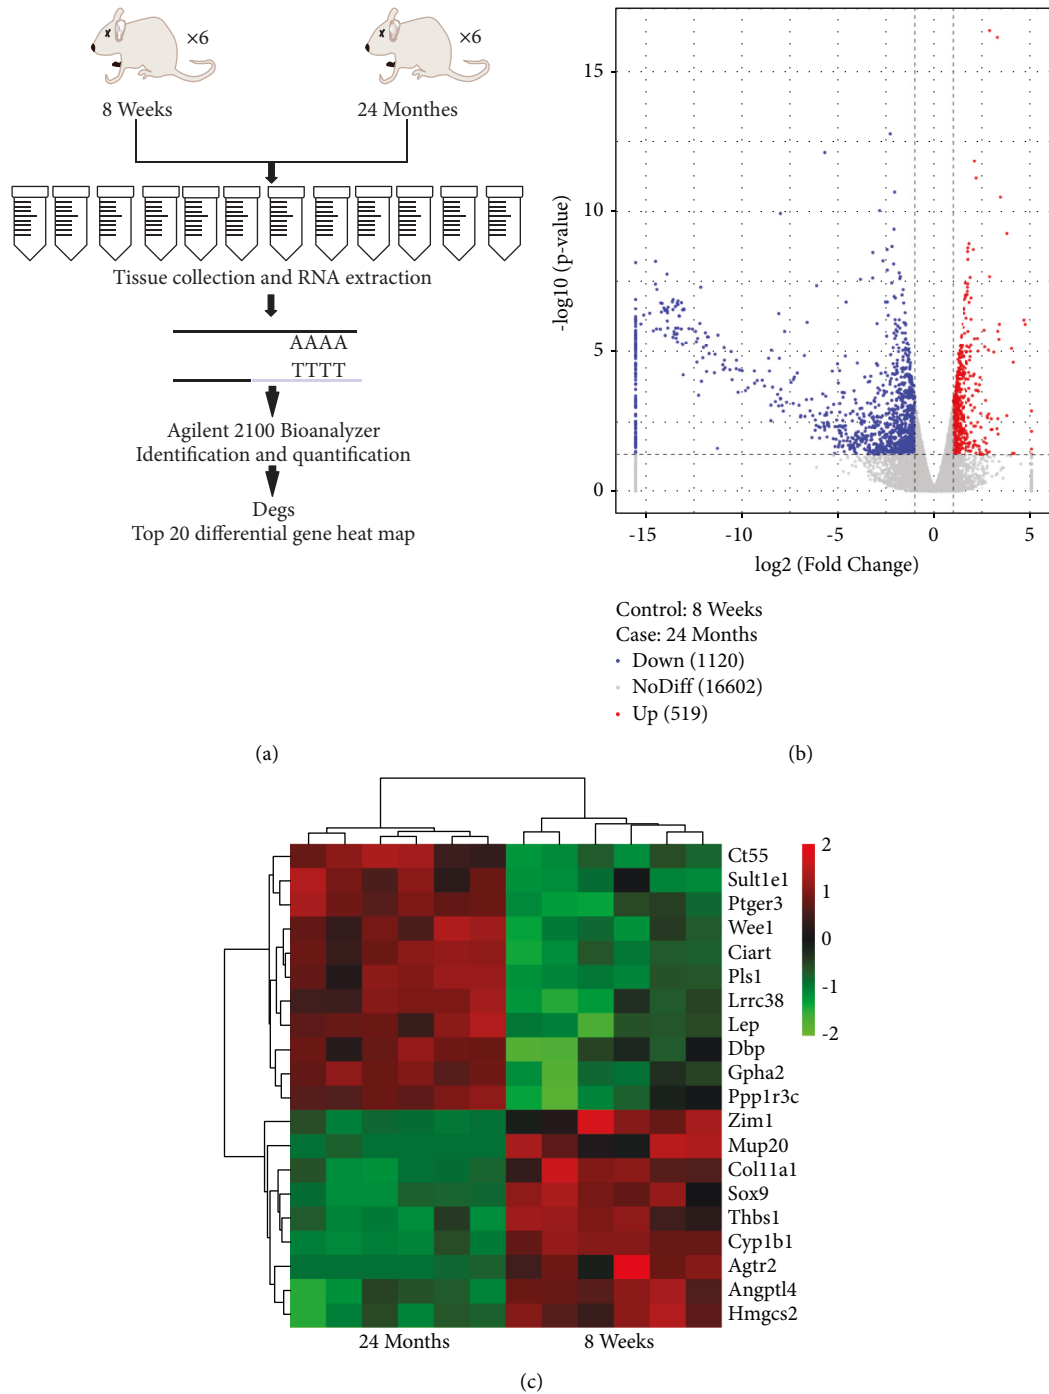 ×6
×6
8 Weeks
24 Monthes
Tissue collection and RNA extraction
AAAA
TTTT
Agilent 2100 Bioanalyzer
Identification and quantification
Degs
Top 20 differential gene heat map
(a)
-log10 (p-value)
15
10
5
0
-15
-10
-5
0
5
log2 (Fold Change)
Control: 8 Weeks
Case: 24 Months
Down (1120)
NoDiff (16602)
Up (519)
(b)
Ct55
Sult1e1
Ptger3
Wee1
Ciart
Pls1
Lrrc38
Lep
Dbp
Gpha2
Ppp1r3c
Zim1
Mup20
Col11a1
Sox9
Thbs1
Cyp1b1
Agtr2
Angptl4
Hmgcs2
2
1
0
-1
-2
24 Months
8 Weeks
(c)